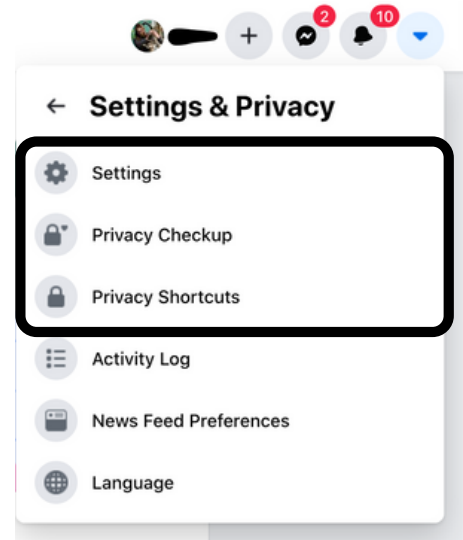 2
10
Settings & Privacy
Settings
Privacy Checkup
Privacy Shortcuts
Activity Log
News Feed Preferences
Language